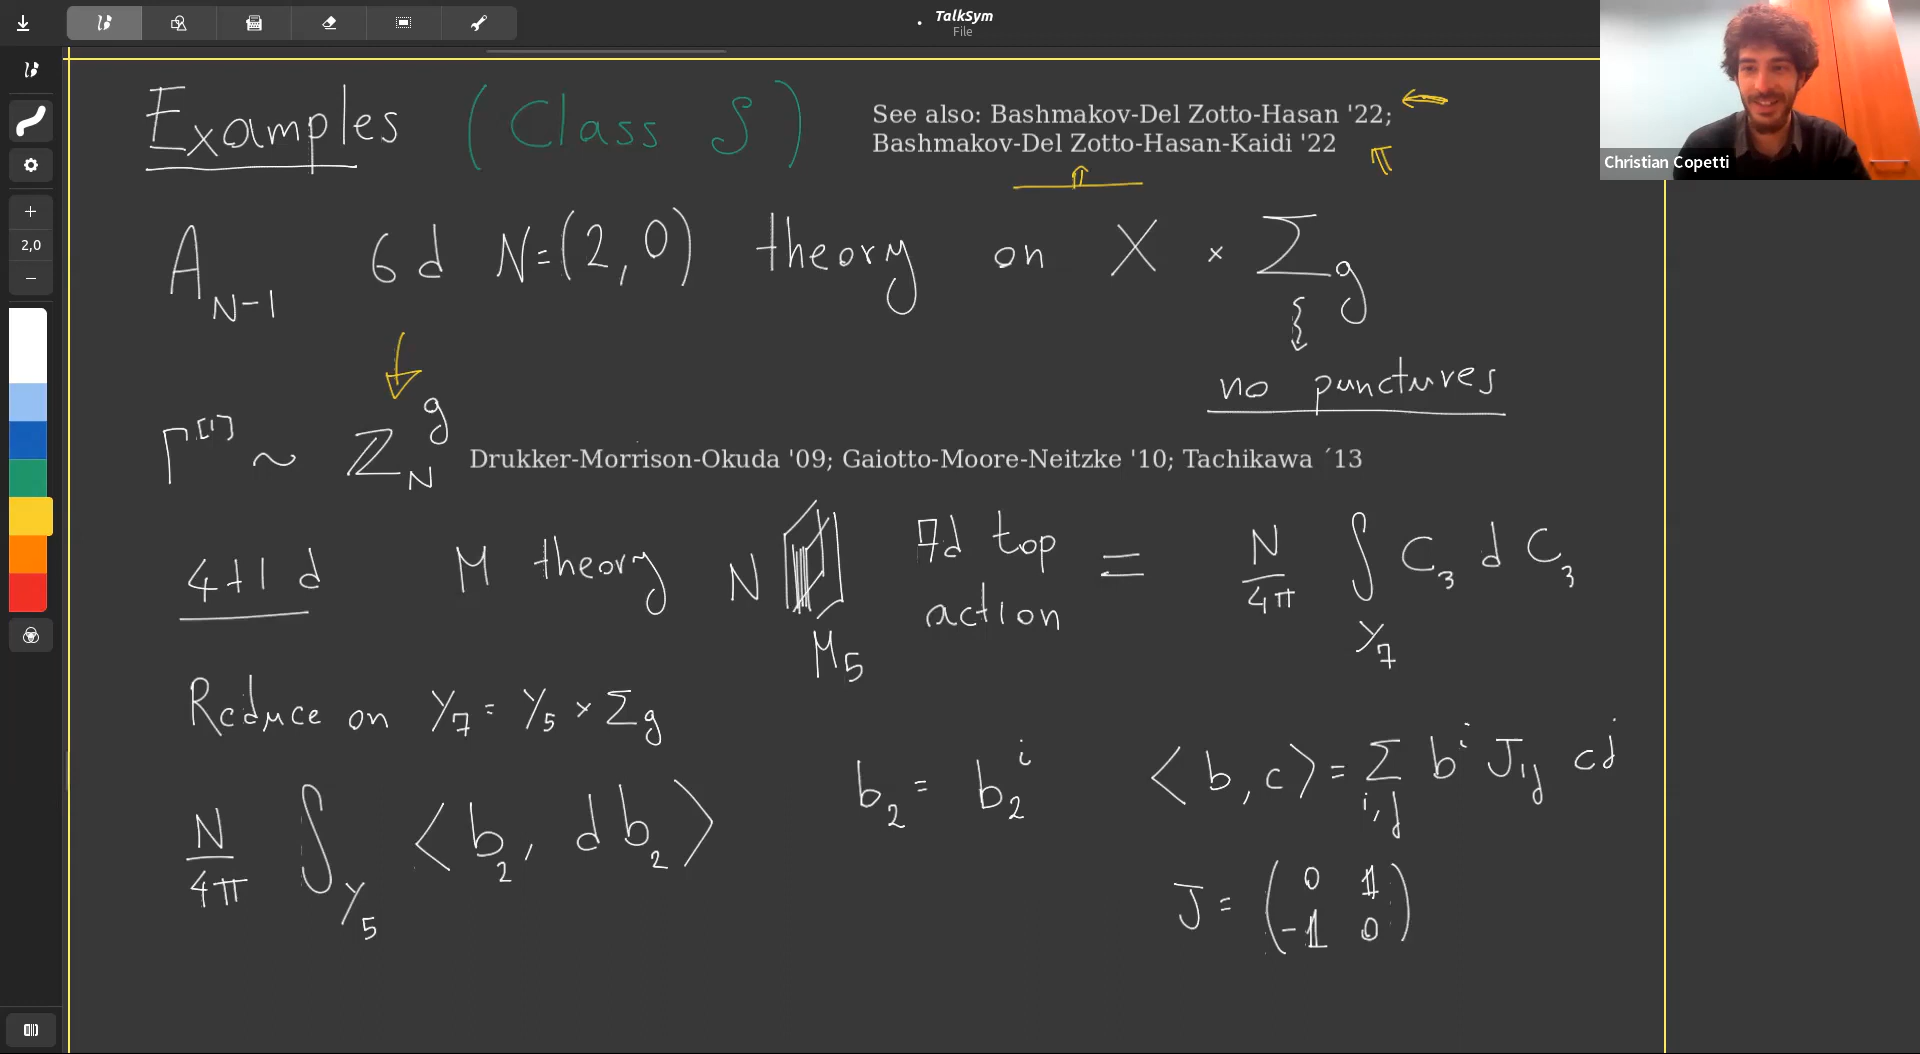 TalkSym
File
Examples (Class S)
See also: Bashmakov-Del Zotto-Hasan '22;
Bashmakov-Del Zotto-Hasan-Kaidi '22
Christian Copetti
2,0
A_{N-1} 6d N=(2,0) theory on X × Σ_g
no punctures
Γ^{[1]} ~ ℤ_N^g
Drukker-Morrison-Okuda '09; Gaiotto-Moore-Neitzke '10; Tachikawa ´13
4+1 d M theory N M_5 7d top action = N/4π ∫_{Y_7} C_3 d C_3
Reduce on Y_7 = Y_5 × Σ_g
N/4π ∫_{Y_5} <b_2, d b_2> b_2 = b_2^i <b,c> = Σ_{i,j} b^i J_{ij} c^j
J = (0 1
-1 0)